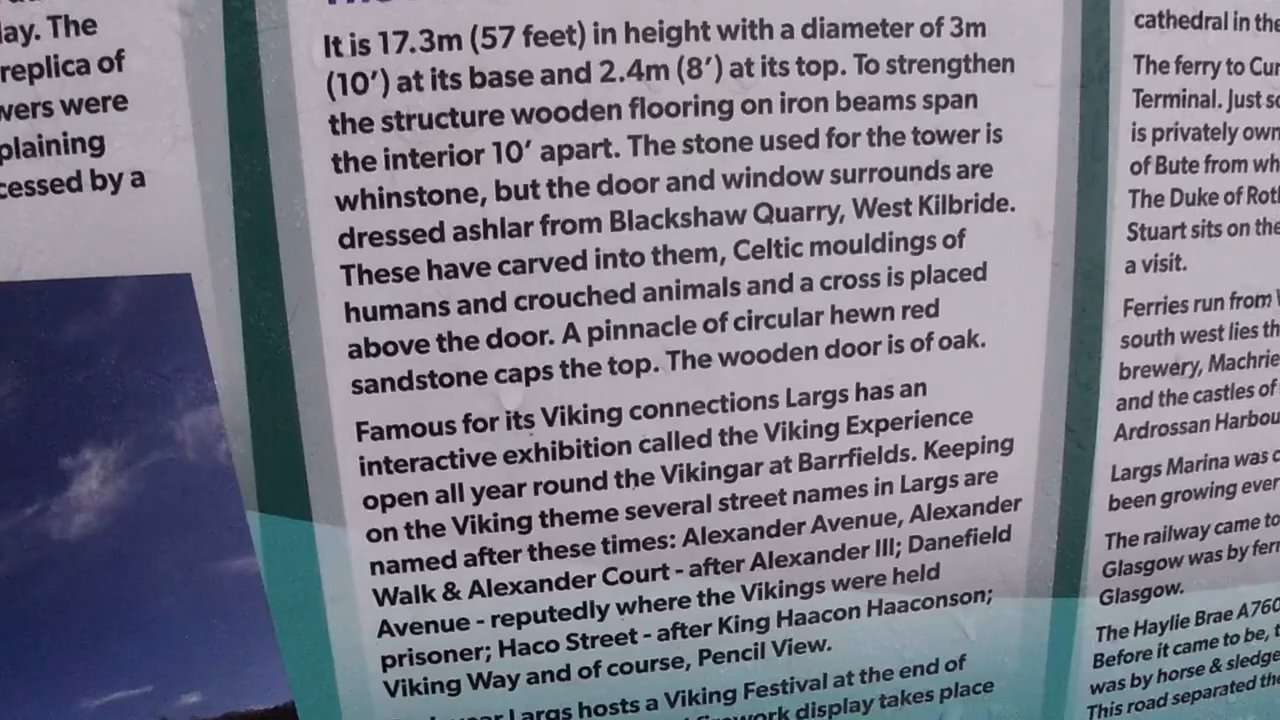 lay. The
replica of
were
cessed by a
It is 17.3m (57 feet) in height with a diameter of 3m
(10’) at its base and 2.4m (8’) at its top. To strengthen
the structure wooden flooring on iron beams span
the interior 10’ apart. The stone used for the tower is
whinstone, but the door and window surrounds are
dressed ashlar from Blackshaw Quarry, West Kilbride.
These have carved into them, Celtic mouldings of
humans and crouched animals and a cross is placed
above the door. A pinnacle of circular hewn red
sandstone caps the top. The wooden door is of oak.
Famous for its Viking connections Largs has an
interactive exhibition called the Viking Experience
open all year round the Vikingar at Barrfields. Keeping
on the Viking theme several street names in Largs are
named after these times: Alexander Avenue, Alexander
Walk & Alexander Court - after Alexander III; Danefield
Avenue - reputedly where the Vikings were held
prisoner; Haco Street - after King Haacon Haaconson;
Viking Way and of course, Pencil View.
Largs hosts a Viking Festival at the end of
display takes place
cathedral in the
The ferry to
Terminal. Just
is privately
of Bute from
The Duke of
Stuart sits on the
a visit.
Ferries run from
south west lies
brewery,
and the castles of
Ardrossan
Largs Marina was
been growing ever
The railway came to
Glasgow was by
Glasgow.
The Haylie Brae A760
Before it came to be,
was by horse & sledge
This road separated